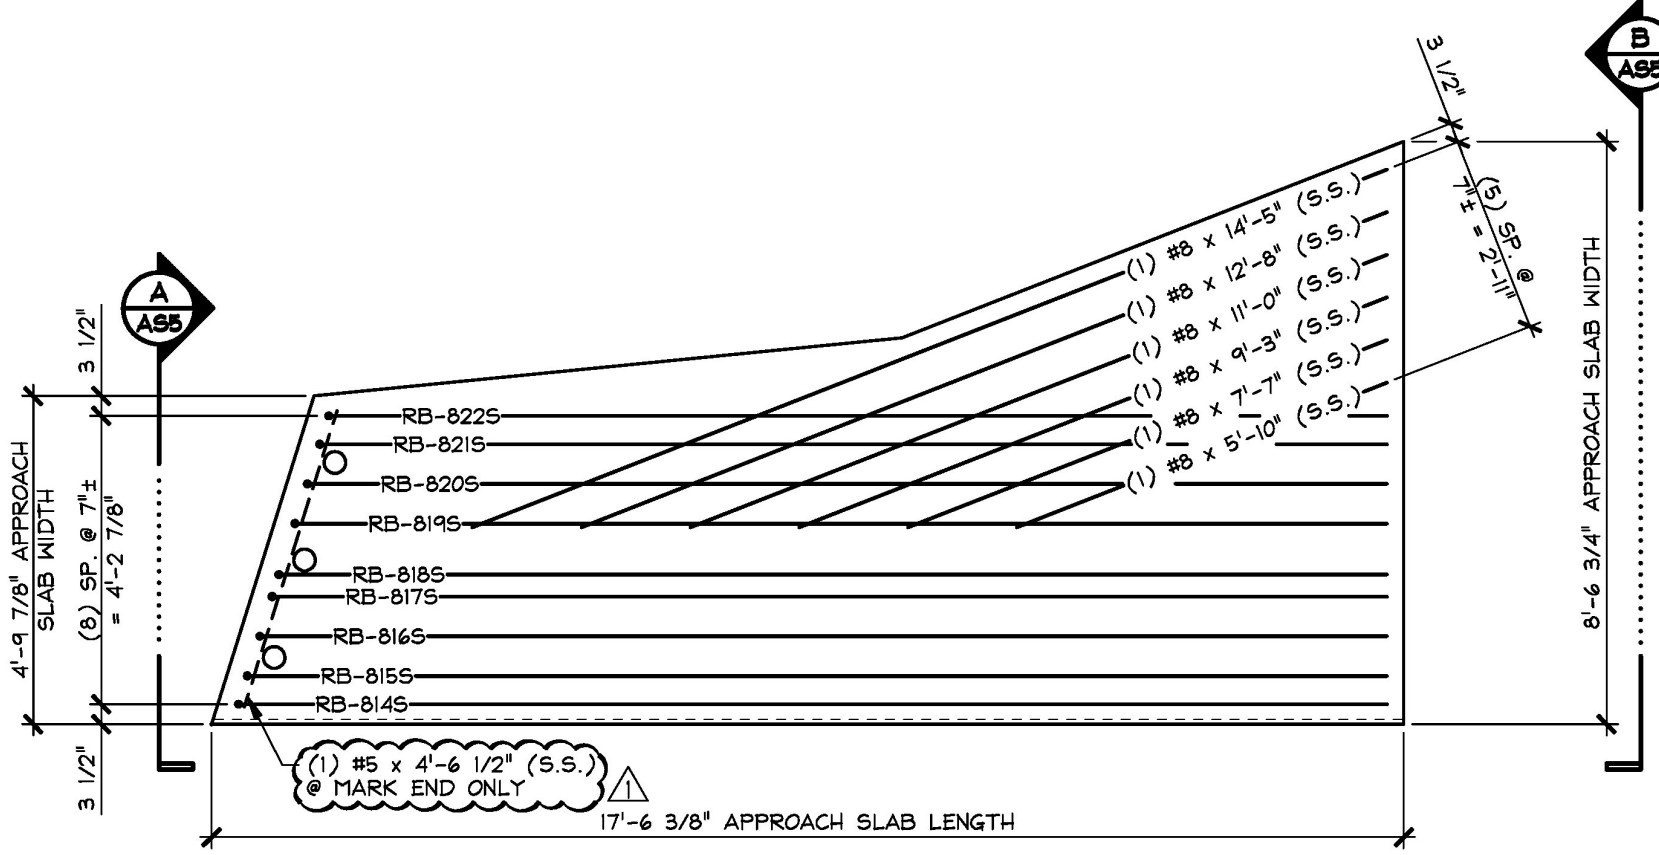 B
AS5
3 1/2"
(5) SP. @
7"± = 2'-11"
(1) #8 x 14'-5" (S.S.)
(1) #8 x 12'-8" (S.S.)
(1) #8 x 11'-0" (S.S.)
(1) #8 x 9'-3" (S.S.)
(1) #8 x 7'-7" (S.S.)
(1) #8 x 5'-10" (S.S.)
A
AS5
3 1/2"
4'-9 7/8" APPROACH
SLAB WIDTH
(8) SP. @ 7"±
= 4'-2 7/8"
3 1/2"
RB-822S
RB-821S
RB-820S
RB-819S
RB-818S
RB-817S
RB-816S
RB-815S
RB-814S
8'-6 3/4" APPROACH SLAB WIDTH
(1) #5 x 4'-6 1/2" (S.S.)
@ MARK END ONLY
1
17'-6 3/8" APPROACH SLAB LENGTH